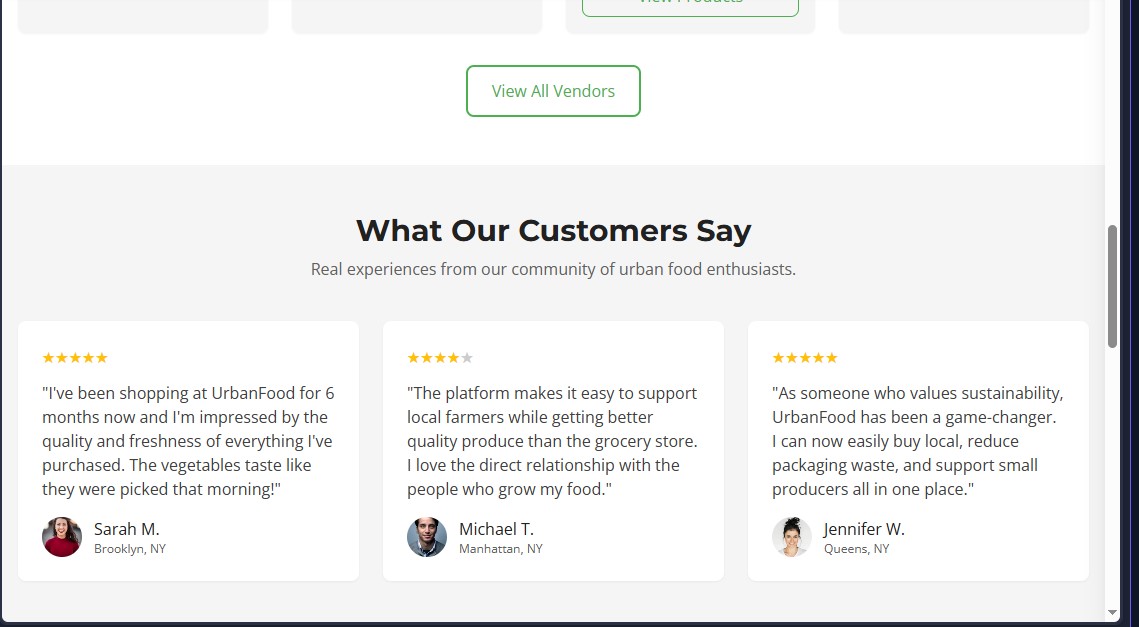 View Products
View All Vendors
What Our Customers Say
Real experiences from our community of urban food enthusiasts.
★★★★★
"I've been shopping at UrbanFood for 6
months now and I'm impressed by the
quality and freshness of everything I've
purchased. The vegetables taste like
they were picked that morning!"
Sarah M.
Brooklyn, NY
★★★★★
"The platform makes it easy to support
local farmers while getting better
quality produce than the grocery store.
I love the direct relationship with the
people who grow my food."
Michael T.
Manhattan, NY
★★★★★
"As someone who values sustainability,
UrbanFood has been a game-changer.
I can now easily buy local, reduce
packaging waste, and support small
producers all in one place."
Jennifer W.
Queens, NY